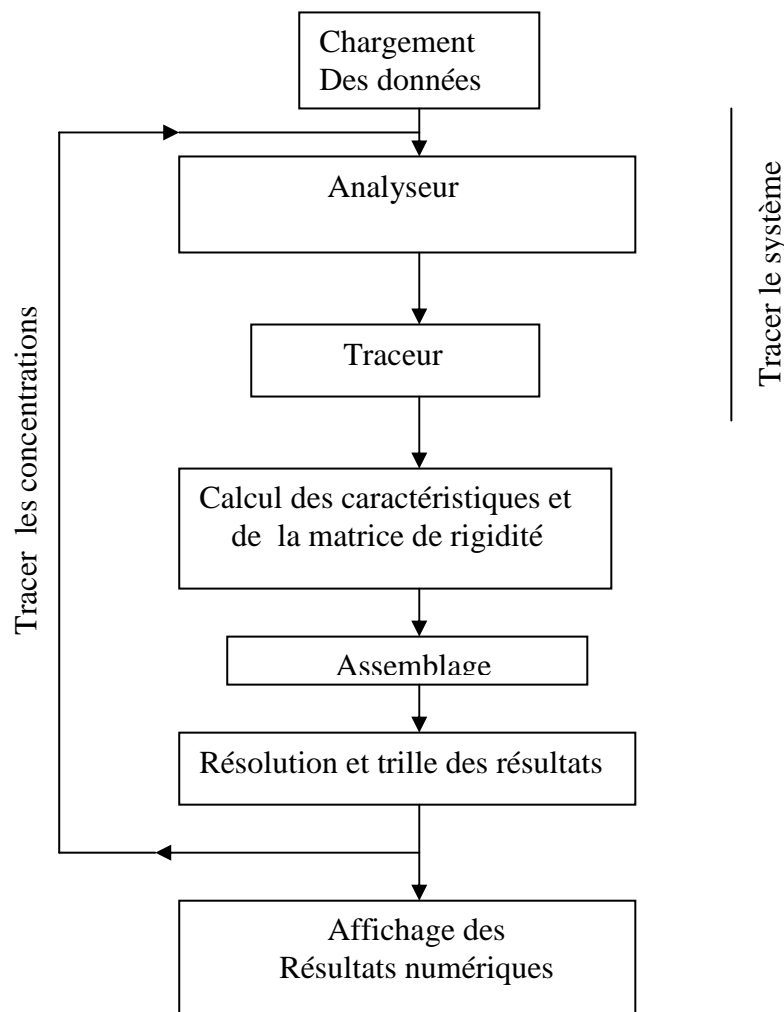 Chargement
Des données
Analyseur
Tracer le système
Traceur
Tracer les concentrations
Calcul des caractéristiques et
de la matrice de rigidité
Assemblage
Résolution et trille des résultats
Affichage des
Résultats numériques